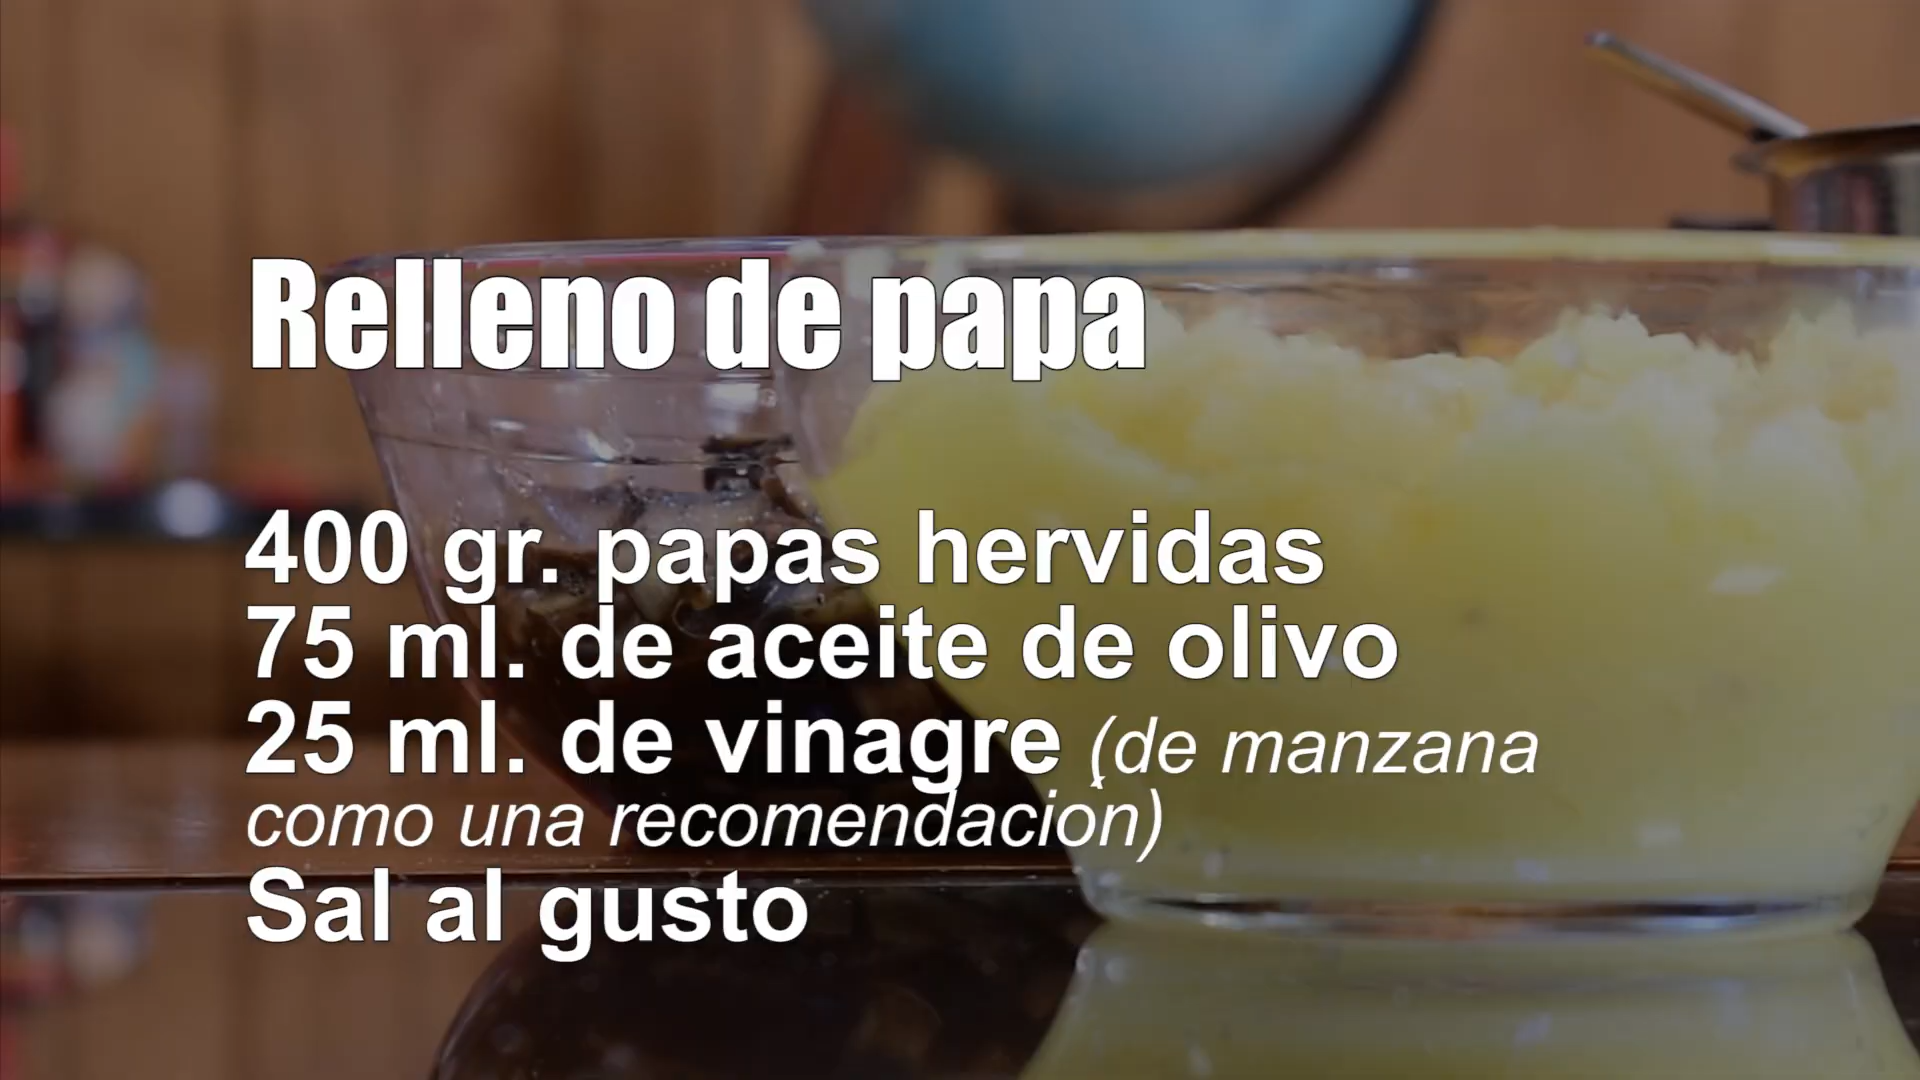 Relleno de papa
400 gr. papas hervidas
75 ml. de aceite de olivo
25 ml. de vinagre (de manzana
como una recomendacion)
Sal al gusto